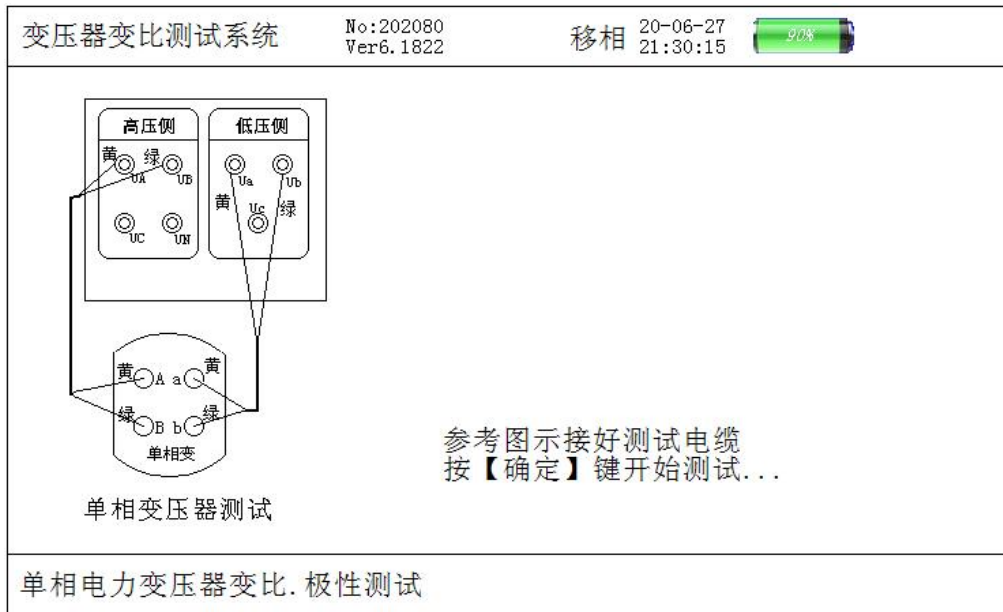 变压器变比测试系统
No:202080
Ver6.1822
移相
20-06-27
21:30:15
90%
高压侧
低压侧
黄
绿
UA
UB
Ua
Ub
黄
Uc
绿
UC
UN
黄
A a
黄
绿
B b
绿
单相变
单相变压器测试
参考图示接好测试电缆
按【确定】键开始测试...
单相电力变压器变比.极性测试